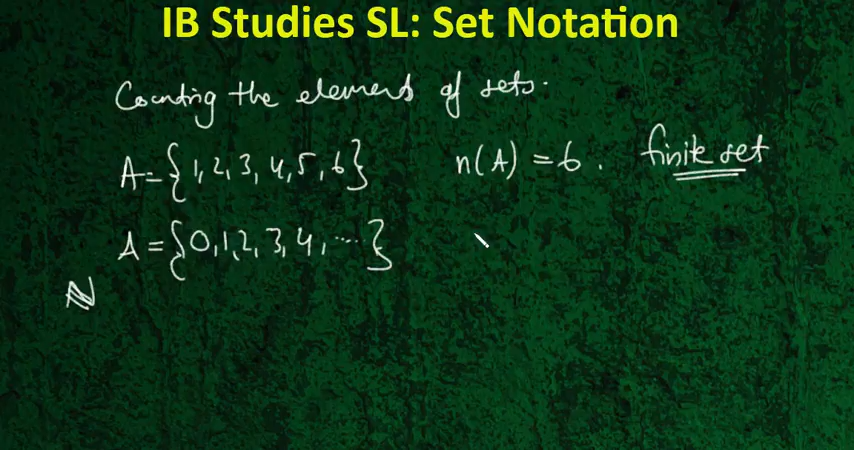 IB Studies SL: Set Notation
Counting the element of sets.
A={1,2,3,4,5,6} n(A)=6. finite set
A={0,1,2,3,4,...}
ℕ